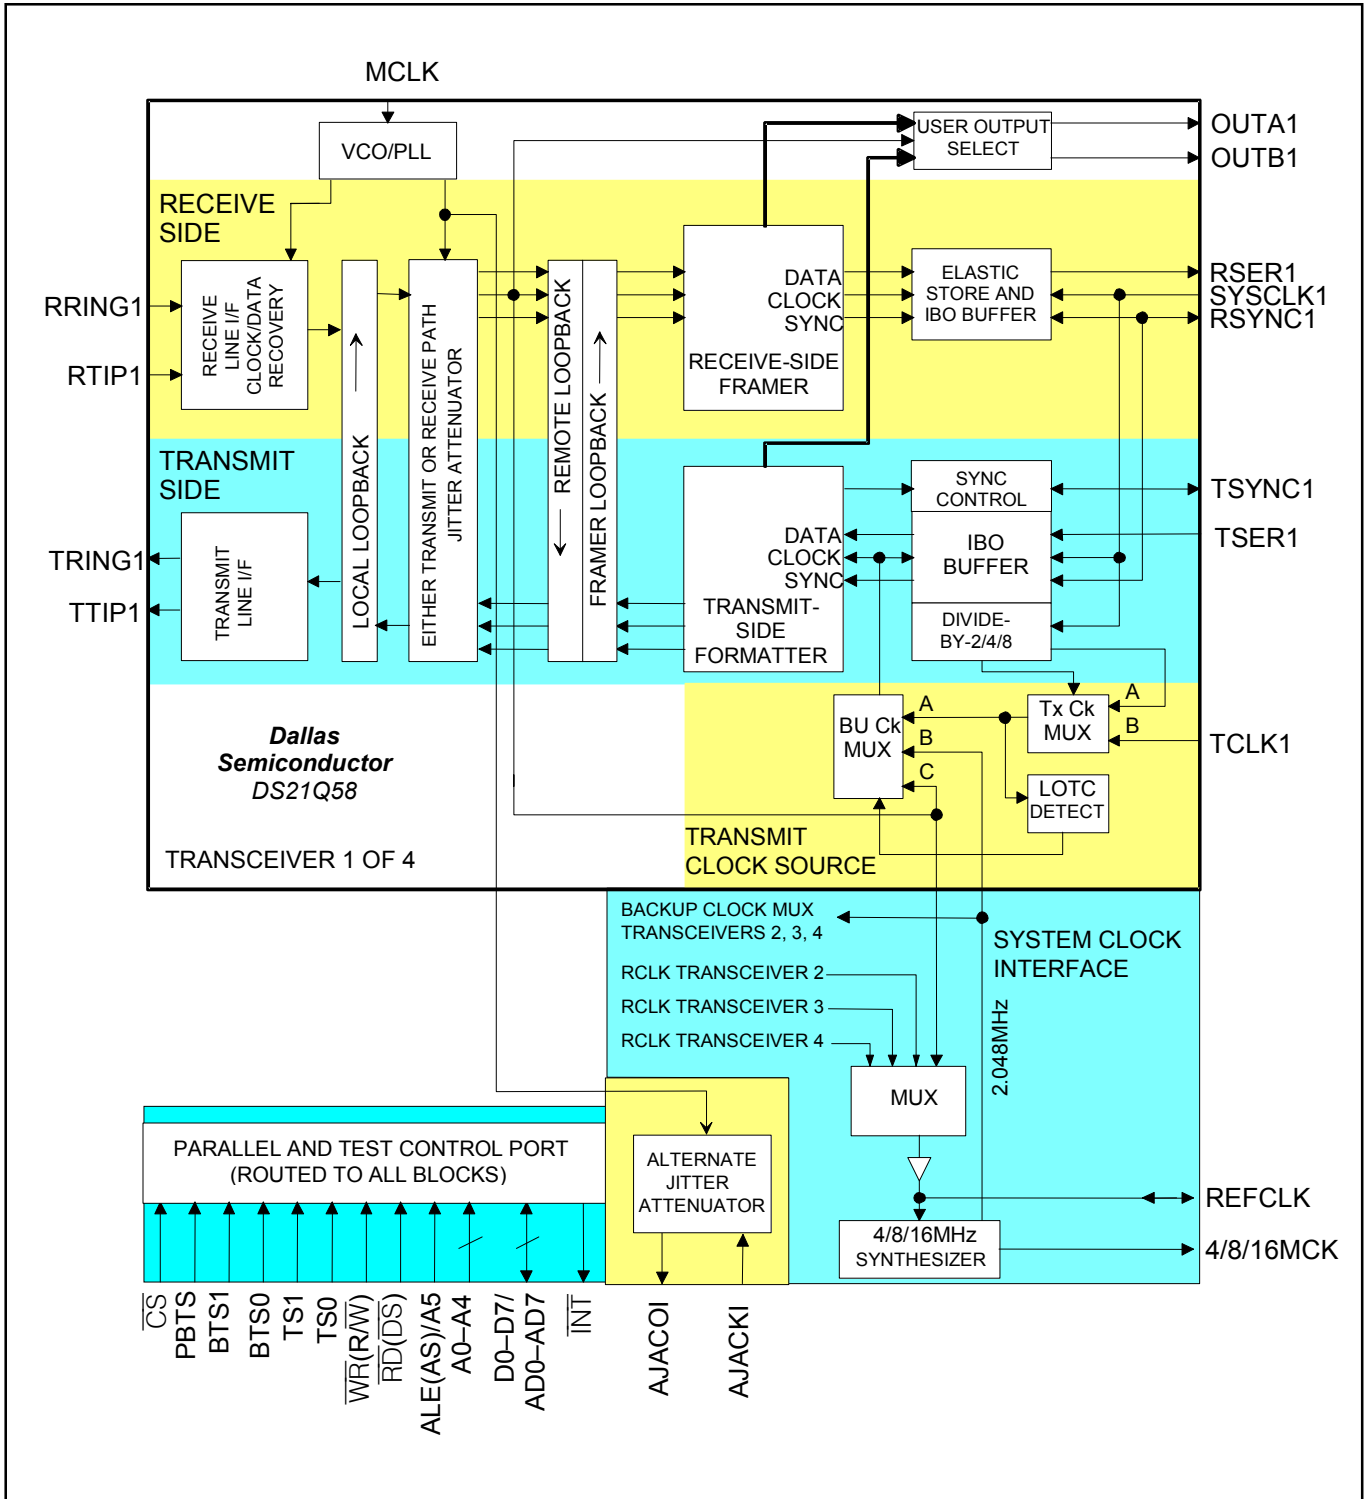 MCLK
VCO/PLL
USER OUTPUT
SELECT
OUTA1
OUTB1
RECEIVE
SIDE
RRING1
RTIP1
RECEIVE
LINE I/F
CLOCK/DATA
RECOVERY
LOCAL LOOPBACK
EITHER TRANSMIT OR RECEIVE PATH
JITTER ATTENUATOR
REMOTE LOOPBACK
FRAMER LOOPBACK
DATA
CLOCK
SYNC
RECEIVE-SIDE
FRAMER
ELASTIC
STORE AND
IBO BUFFER
RSER1
SYSCLK1
RSYNC1
TRANSMIT
SIDE
TRING1
TTIP1
TRANSMIT
LINE I/F
DATA
CLOCK
SYNC
TRANSMIT-
SIDE
FORMATTER
SYNC
CONTROL
IBO
BUFFER
DIVIDE-
BY-2/4/8
TSYNC1
TSER1
Dallas
Semiconductor
DS21Q58
TRANSCEIVER 1 OF 4
BU Ck
MUX
A
B
C
Tx Ck
MUX
A
B
TCLK1
LOTC
DETECT
TRANSMIT
CLOCK SOURCE
BACKUP CLOCK MUX
TRANSCEIVERS 2, 3, 4
SYSTEM CLOCK
INTERFACE
RCLK TRANSCEIVER 2
RCLK TRANSCEIVER 3
RCLK TRANSCEIVER 4
2.048MHz
MUX
PARALLEL AND TEST CONTROL PORT
(ROUTED TO ALL BLOCKS)
ALTERNATE
JITTER
ATTENUATOR
REFCLK
4/8/16MHz
SYNTHESIZER
4/8/16MCK
CS
PBTS
BTS1
BTS0
TS1
TS0
WR(R/W)
RD(DS)
ALE(AS)/A5
A0–A4
D0–D7/
AD0–AD7
INT
AJACOI
AJACKI